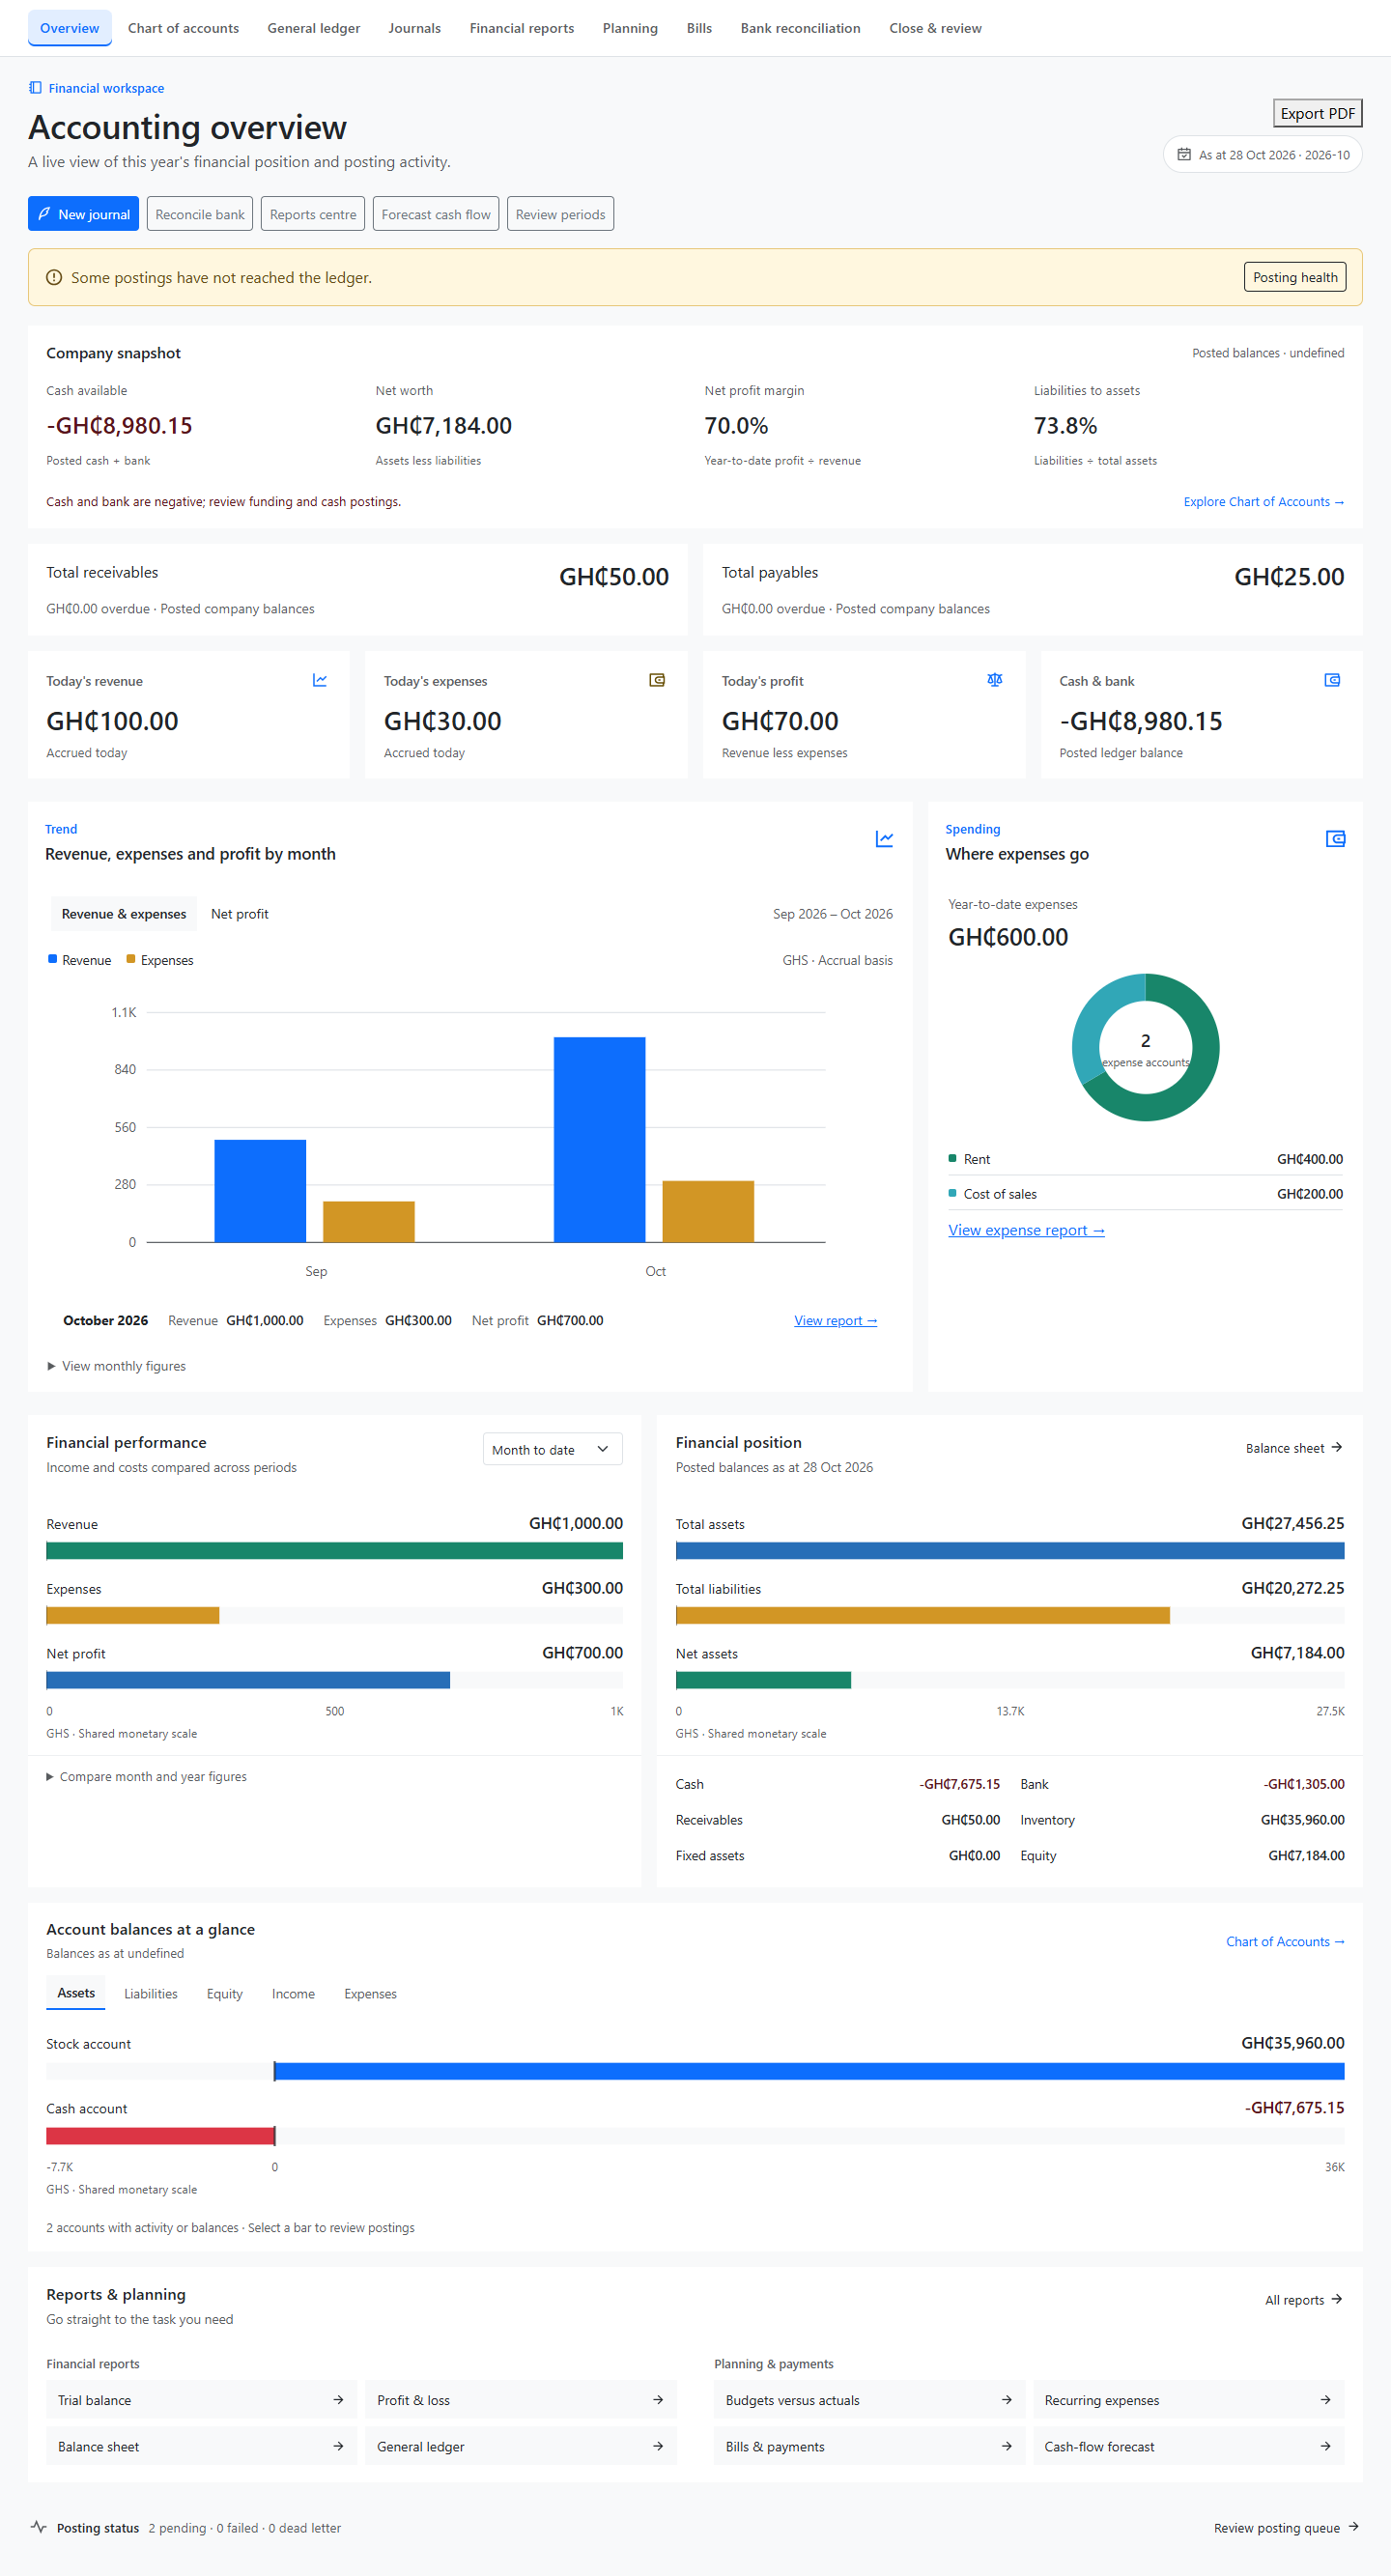 Overview Chart of accounts General ledger Journals Financial reports Planning Bills Bank reconciliation Close & review
Financial workspace
Accounting overview
A live view of this year's financial position and posting activity.
Export PDF
As at 28 Oct 2026 · 2026-10
New journal Reconcile bank Reports centre Forecast cash flow Review periods
Some postings have not reached the ledger. Posting health
Company snapshot Posted balances · undefined
Cash available Net worth Net profit margin Liabilities to assets
-GH₵8,980.15 GH₵7,184.00 70.0% 73.8%
Posted cash + bank Assets less liabilities Year-to-date profit ÷ revenue Liabilities ÷ total assets
Cash and bank are negative; review funding and cash postings. Explore Chart of Accounts →
Total receivables GH₵50.00
GH₵0.00 overdue · Posted company balances
Total payables GH₵25.00
GH₵0.00 overdue · Posted company balances
Today's revenue Today's expenses Today's profit Cash & bank
GH₵100.00 GH₵30.00 GH₵70.00 -GH₵8,980.15
Accrued today Accrued today Revenue less expenses Posted ledger balance
Trend
Revenue, expenses and profit by month
Revenue & expenses Net profit Sep 2026 – Oct 2026
Revenue Expenses GHS · Accrual basis
1.1K
840
560
280
0
Sep Oct
October 2026 Revenue GH₵1,000.00 Expenses GH₵300.00 Net profit GH₵700.00 View report →
View monthly figures
Spending
Where expenses go
Year-to-date expenses
GH₵600.00
2
expense accounts
Rent GH₵400.00
Cost of sales GH₵200.00
View expense report →
Financial performance Month to date
Income and costs compared across periods
Revenue GH₵1,000.00
Expenses GH₵300.00
Net profit GH₵700.00
0 500 1K
GHS · Shared monetary scale
Compare month and year figures
Financial position Balance sheet →
Posted balances as at 28 Oct 2026
Total assets GH₵27,456.25
Total liabilities GH₵20,272.25
Net assets GH₵7,184.00
0 13.7K 27.5K
GHS · Shared monetary scale
Cash -GH₵7,675.15 Bank -GH₵1,305.00
Receivables GH₵50.00 Inventory GH₵35,960.00
Fixed assets GH₵0.00 Equity GH₵7,184.00
Account balances at a glance
Balances as at undefined Chart of Accounts →
Assets Liabilities Equity Income Expenses
Stock account GH₵35,960.00
Cash account -GH₵7,675.15
-7.7K 0 36K
GHS · Shared monetary scale
2 accounts with activity or balances · Select a bar to review postings
Reports & planning All reports →
Go straight to the task you need
Financial reports Planning & payments
Trial balance → Profit & loss → Budgets versus actuals → Recurring expenses →
Balance sheet → General ledger → Bills & payments → Cash-flow forecast →
Posting status 2 pending · 0 failed · 0 dead letter Review posting queue →